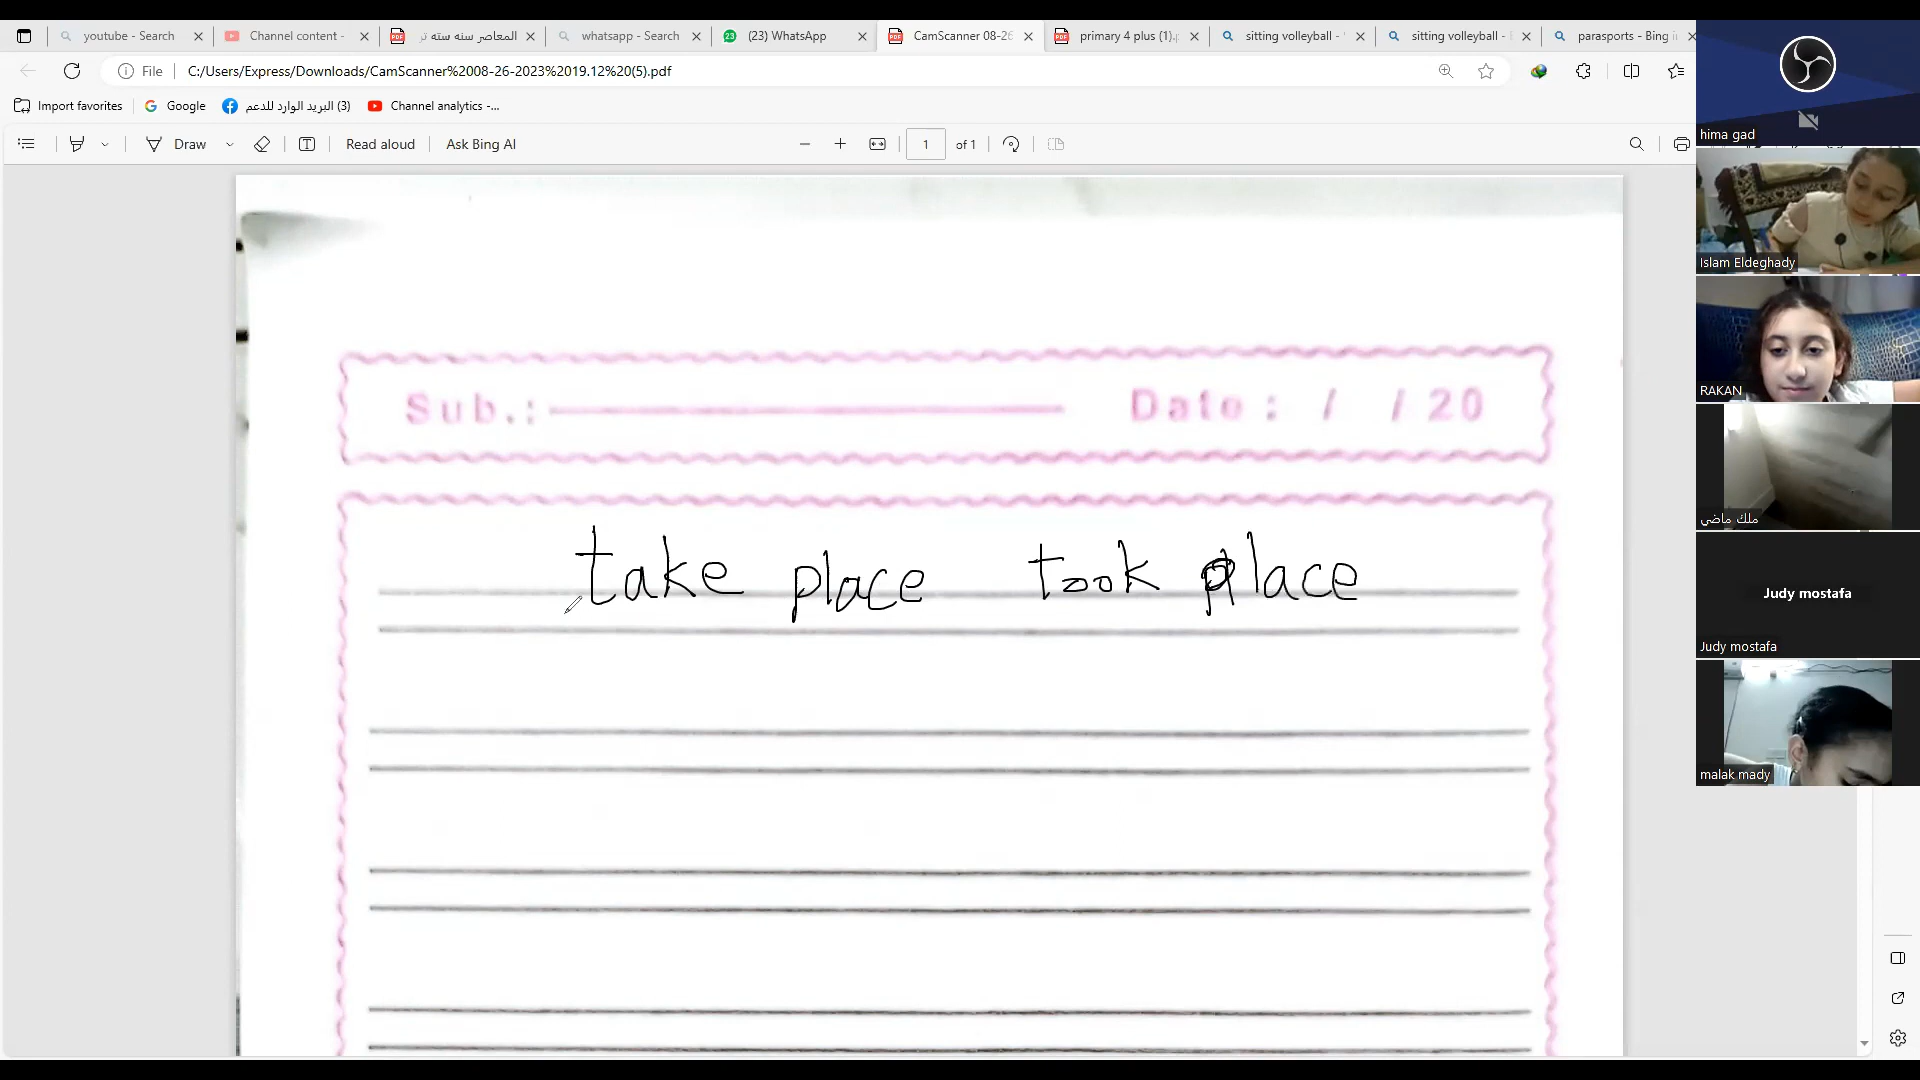 youtube - Search
Channel content -
المعاصر سنه سته تر
whatsapp - Search
(23) WhatsApp
CamScanner 08-26
primary 4 plus (1).p
sitting volleyball -
sitting volleyball -
parasports - Bing i
File
C:/Users/Express/Downloads/CamScanner%2008-26-2023%2019.12%20(5).pdf
Import favorites
Google
(3) البريد الوارد للدعم
Channel analytics -...
Draw
Read aloud
Ask Bing AI
1
of 1
Sub.:
Date: / /20
take place took place
hima gad
Islam Eldeghady
RAKAN
ملك ماضي
Judy mostafa
Judy mostafa
malak mady